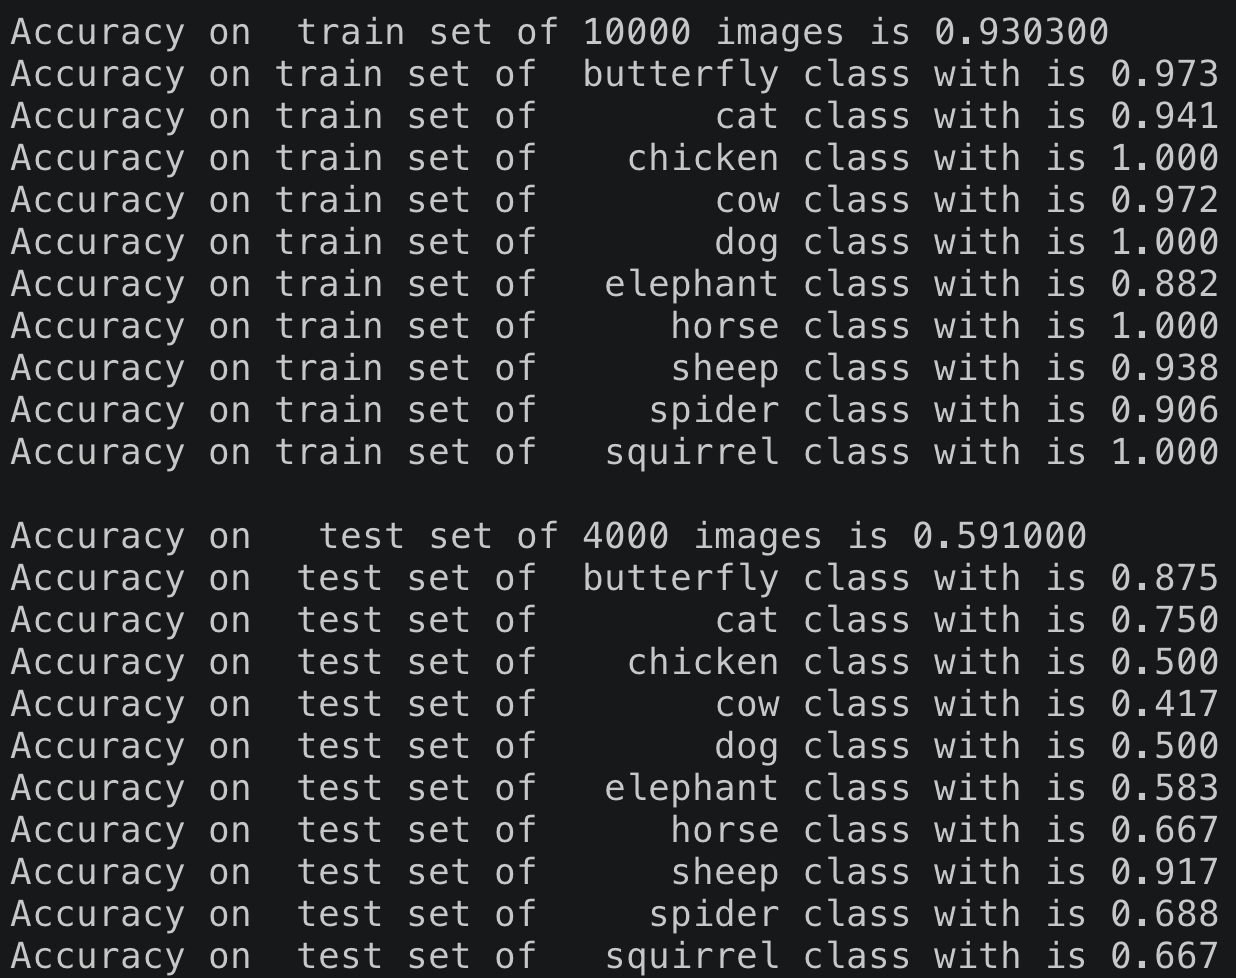 Accuracy on  train set of 10000 images is 0.930300
Accuracy on train set of  butterfly class with is 0.973
Accuracy on train set of        cat class with is 0.941
Accuracy on train set of    chicken class with is 1.000
Accuracy on train set of        cow class with is 0.972
Accuracy on train set of        dog class with is 1.000
Accuracy on train set of   elephant class with is 0.882
Accuracy on train set of      horse class with is 1.000
Accuracy on train set of      sheep class with is 0.938
Accuracy on train set of     spider class with is 0.906
Accuracy on train set of   squirrel class with is 1.000

Accuracy on   test set of 4000 images is 0.591000
Accuracy on  test set of  butterfly class with is 0.875
Accuracy on  test set of        cat class with is 0.750
Accuracy on  test set of    chicken class with is 0.500
Accuracy on  test set of        cow class with is 0.417
Accuracy on  test set of        dog class with is 0.500
Accuracy on  test set of   elephant class with is 0.583
Accuracy on  test set of      horse class with is 0.667
Accuracy on  test set of      sheep class with is 0.917
Accuracy on  test set of     spider class with is 0.688
Accuracy on  test set of   squirrel class with is 0.667